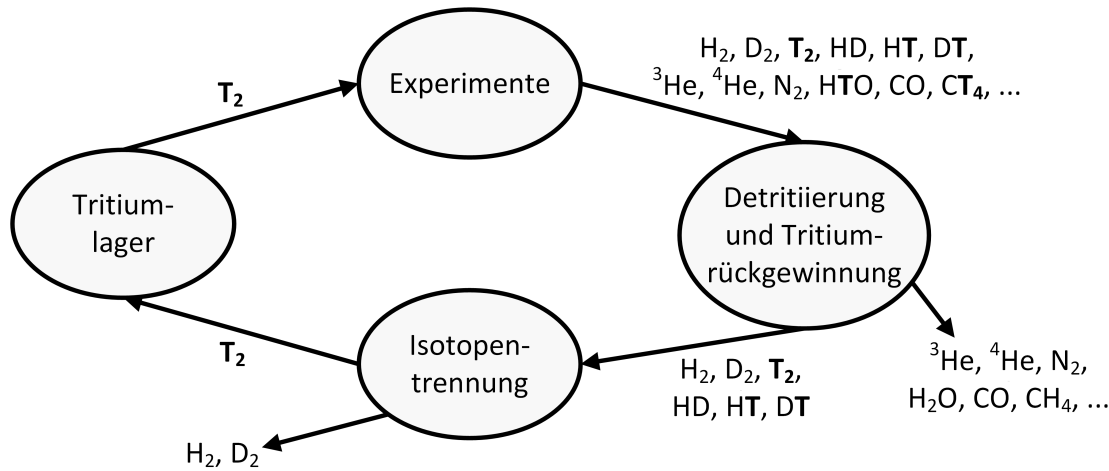 H₂, D₂, T₂, HD, HT, DT,
³He, ⁴He, N₂, HTO, CO, CT₄, ...
Experimente
T₂
Tritium-
lager
Detritiierung
und Tritium-
rückgewinnung
Isotopen-
trennung
T₂
H₂, D₂, T₂,
HD, HT, DT
³He, ⁴He, N₂,
H₂O, CO, CH₄, ...
H₂, D₂